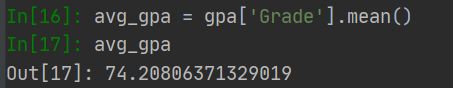 In[16]: avg_gpa = gpa['Grade'].mean()
In[17]: avg_gpa
Out[17]: 74.20806371329019